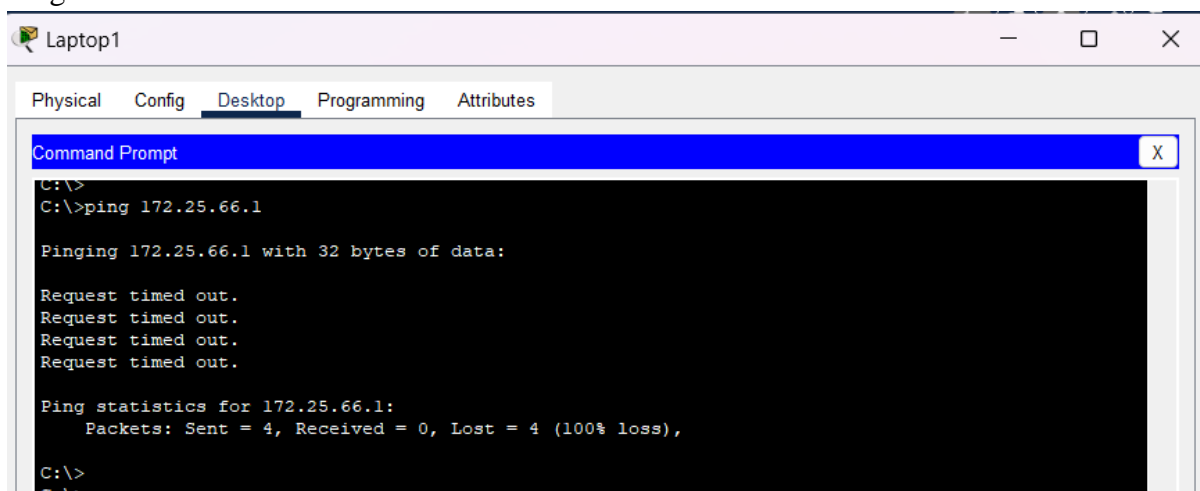 Laptop1
Physical Config Desktop Programming Attributes
Command Prompt X
C:\>
C:\>ping 172.25.66.1
Pinging 172.25.66.1 with 32 bytes of data:
Request timed out.
Request timed out.
Request timed out.
Request timed out.
Ping statistics for 172.25.66.1:
Packets: Sent = 4, Received = 0, Lost = 4 (100% loss),
C:\>